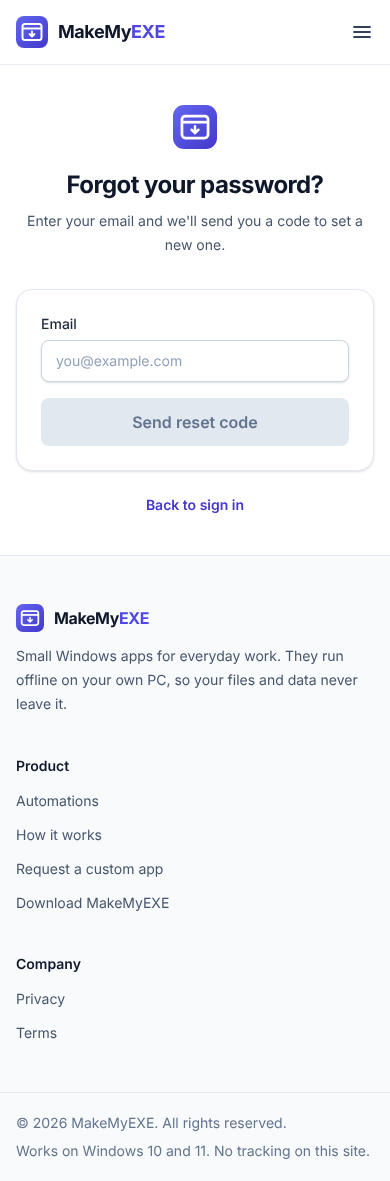 MakeMyEXE
Forgot your password?
Enter your email and we'll send you a code to set a
new one.
Email
you@example.com
Send reset code
Back to sign in
MakeMyEXE
Small Windows apps for everyday work. They run
offline on your own PC, so your files and data never
leave it.
Product
Automations
How it works
Request a custom app
Download MakeMyEXE
Company
Privacy
Terms
© 2026 MakeMyEXE. All rights reserved.
Works on Windows 10 and 11. No tracking on this site.